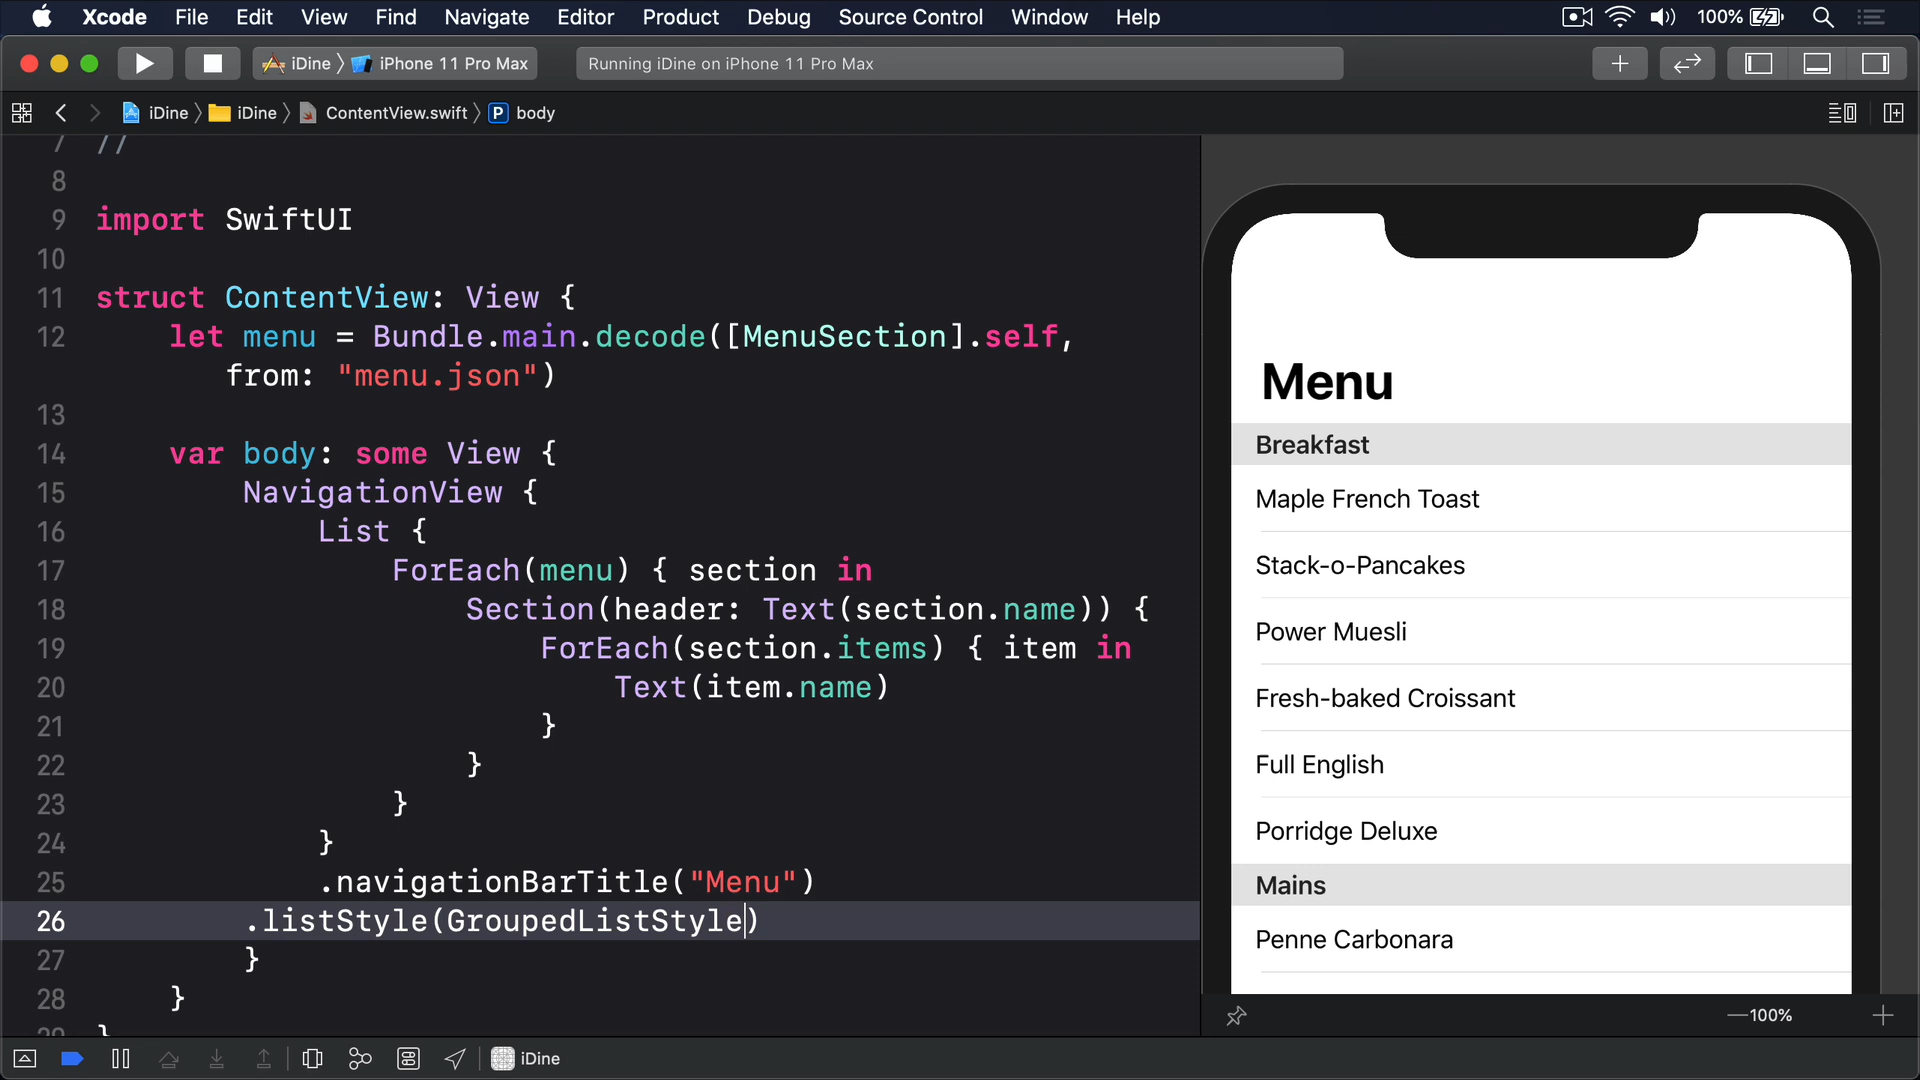 Xcode File Edit View Find Navigate Editor Product Debug Source Control Window Help 100%
iDine iPhone 11 Pro Max Running iDine on iPhone 11 Pro Max
iDine iDine ContentView.swift P body
7 //
8
9 import SwiftUI
10
11 struct ContentView: View {
12 let menu = Bundle.main.decode([MenuSection].self,
from: "menu.json")
13
14 var body: some View {
15 NavigationView {
16 List {
17 ForEach(menu) { section in
18 Section(header: Text(section.name)) {
19 ForEach(section.items) { item in
20 Text(item.name)
21 }
22 }
23 }
24 }
25 .navigationBarTitle("Menu")
26 .listStyle(GroupedListStyle)
27 }
28 }
29 }
Menu
Breakfast
Maple French Toast
Stack-o-Pancakes
Power Muesli
Fresh-baked Croissant
Full English
Porridge Deluxe
Mains
Penne Carbonara
100%
iDine